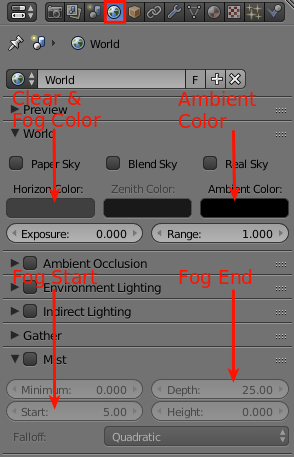 World
World F
Clear &
Fog Color
Ambient
Color
Preview
World
Paper Sky Blend Sky Real Sky
Horizon Color: Zenith Color: Ambient Color:
Exposure: 0.000 Range: 1.000
Ambient Occlusion
Fog Start Fog End
Environment Lighting
Indirect Lighting
Gather
Mist
Minimum: 0.000 Depth: 25.00
Start: 5.00 Height: 0.000
Falloff: Quadratic